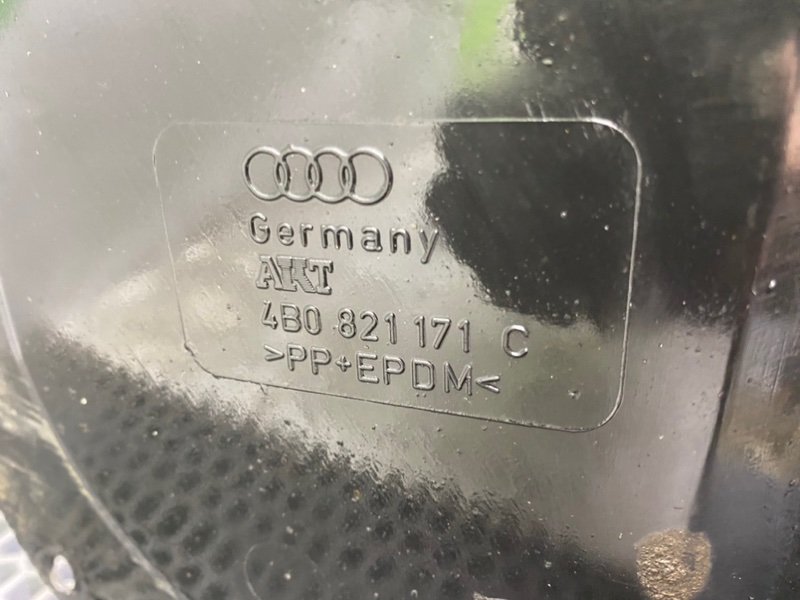 Germany
AKT
4B0 821 171 C
>PP+EPDM<